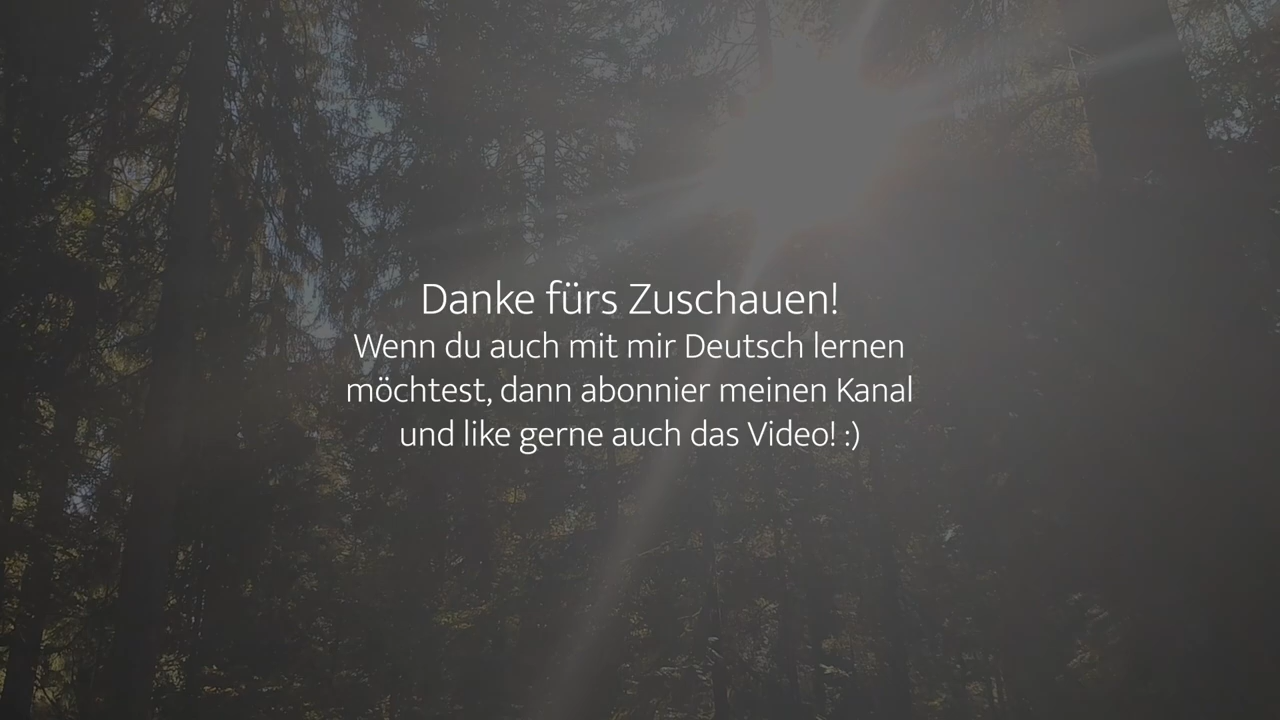 Danke fürs Zuschauen!
Wenn du auch mit mir Deutsch lernen
möchtest, dann abonnier meinen Kanal
und like gerne auch das Video! :)